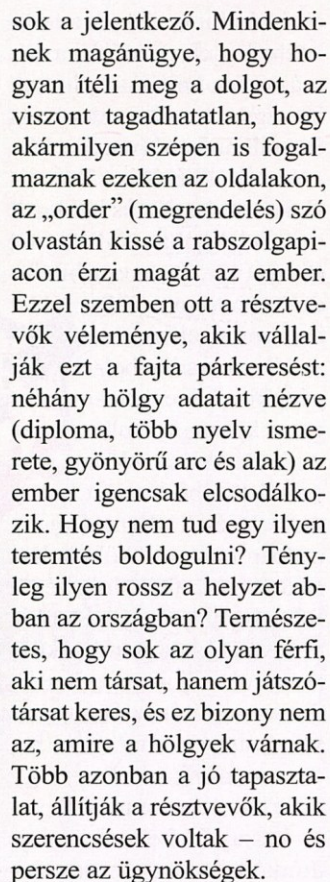 sok a jelentkező. Mindenki-
nek magánügye, hogy ho-
gyan ítéli meg a dolgot, az
viszont tagadhatatlan, hogy
akármilyen szépen is fogal-
maznak ezeken az oldalakon,
az „order” (megrendelés) szó
olvastán kissé a rabszolgapi-
acon érzi magát az ember.
Ezzel szemben ott a résztve-
vők véleménye, akik vállal-
ják ezt a fajta párkeresést:
néhány hölgy adatait nézve
(diploma, több nyelv isme-
rete, gyönyörű arc és alak) az
ember igencsak elcsodálko-
zik. Hogy nem tud egy ilyen
teremtés boldogulni? Tény-
leg ilyen rossz a helyzet ab-
ban az országban? Természe-
tes, hogy sok az olyan férfi,
aki nem társat, hanem játszó-
társat keres, és ez bizony nem
az, amire a hölgyek várnak.
Több azonban a jó tapaszta-
lat, állítják a résztvevők, akik
szerencsések voltak – no és
persze az ügynökségek.